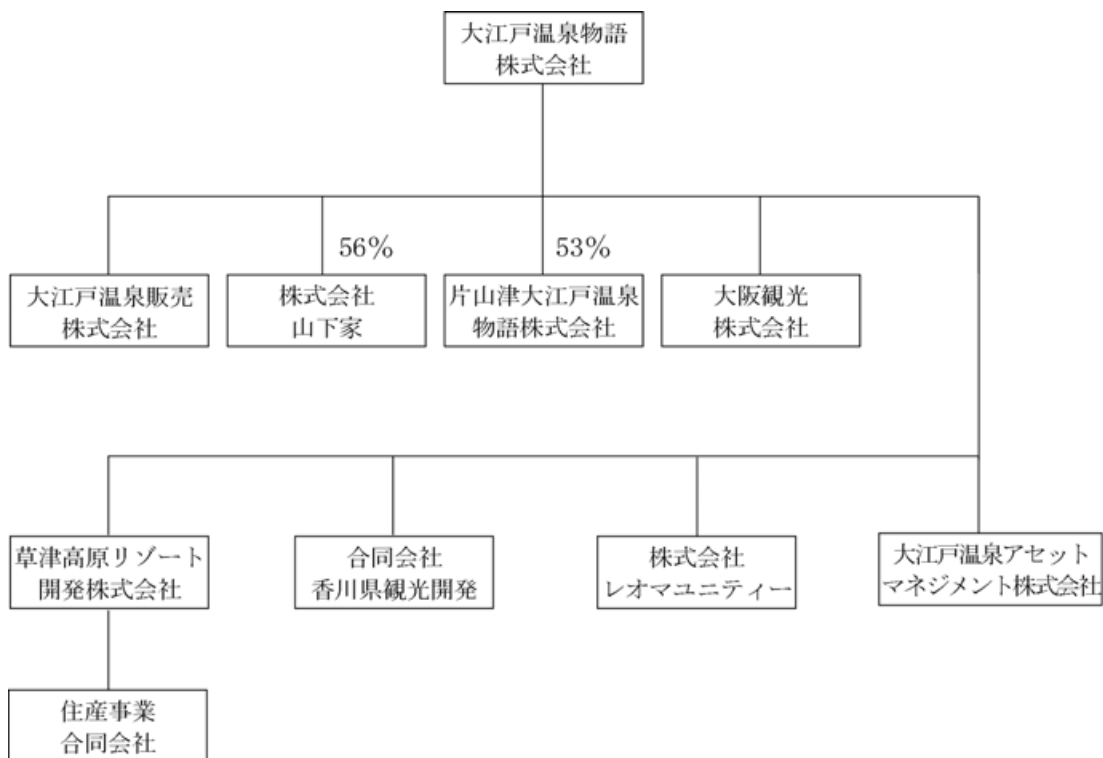 大江戸温泉物語
株式会社
56%
53%
大江戸温泉販売
株式会社
株式会社
山下家
片山津大江戸温泉
物語株式会社
大阪観光
株式会社
草津高原リゾート
開発株式会社
合同会社
香川県観光開発
株式会社
レオマユニティー
大江戸温泉アセット
マネジメント株式会社
住産事業
合同会社